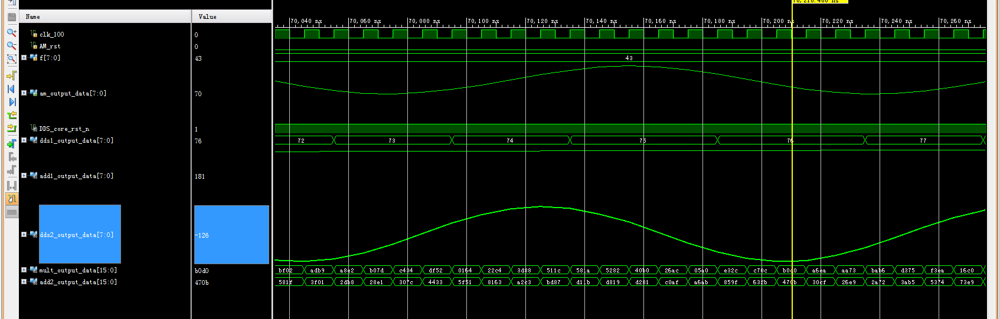 70,210.400 ns
Name Value
70,040 ns 70,060 ns 70,080 ns 70,100 ns 70,120 ns 70,140 ns 70,160 ns 70,180 ns 70,200 ns 70,220 ns 70,240 ns 70,260 ns
clk_100 0
AM_rst 0
f[7:0] 43 43
am_output_data[7:0] 70
DDS_core_rst_n 1
dds1_output_data[7:0] 76 72 73 74 75 76 77
add1_output_data[7:0] 181
dds2_output_data[7:0] -126
mult_output_data[15:0] b0d0 bf02 adb9 a8e2 b07d c434 df52 0164 22c4 3d88 511c 581a 5282 40b0 26ac 05a0 e32c c70c b0d0 a6ea aa73 bab6 d375 f3ea 16c0
add2_output_data[15:0] 470b 581f 3f01 2db8 28e1 307c 4433 5f51 8163 a2c3 bd87 d11b d819 d281 c0af a6ab 859f 632b 470b 30cf 26e9 2a72 3ab5 5374 73e9